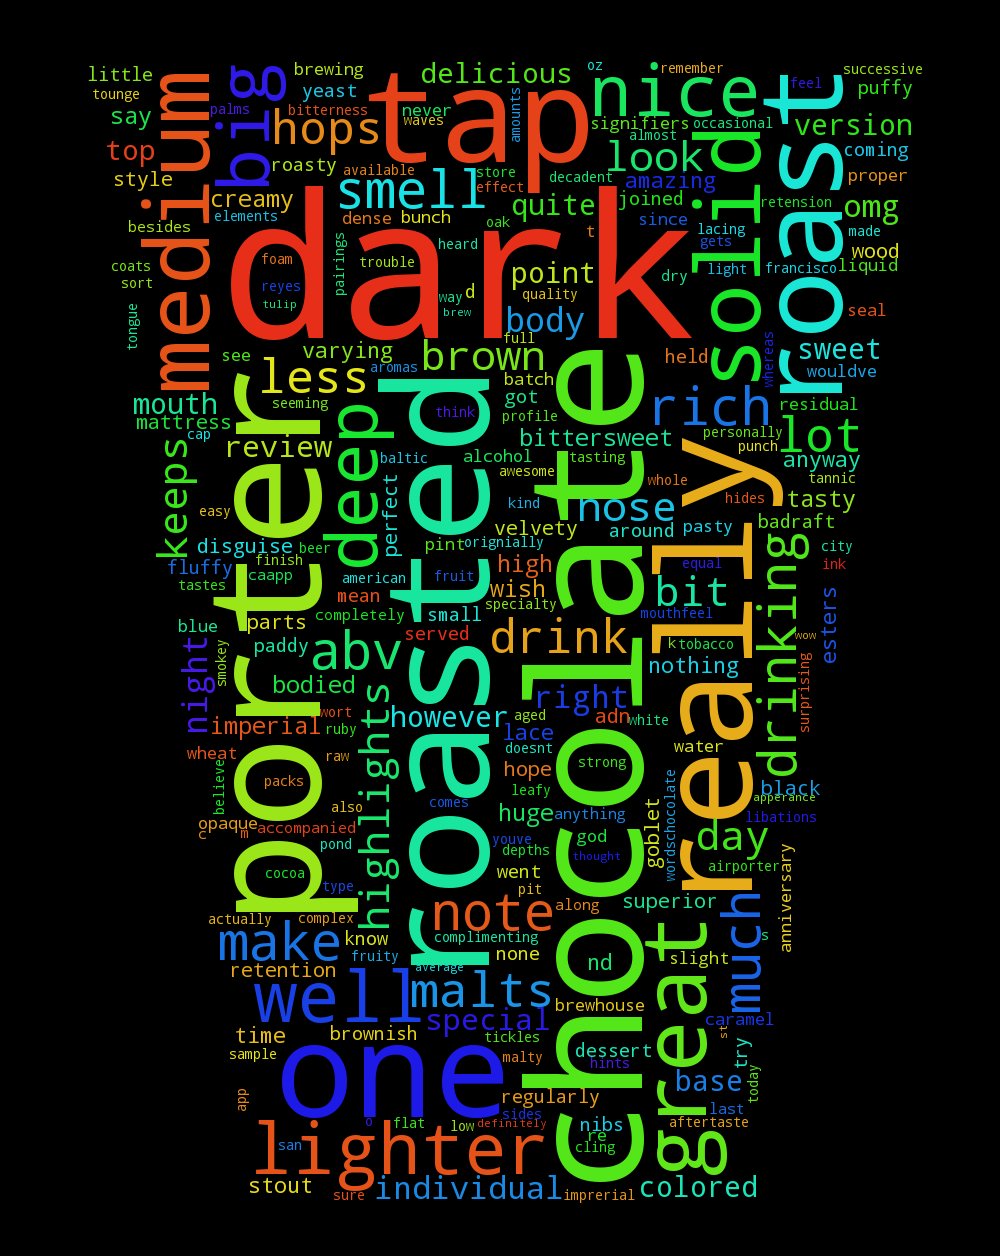 little
tounge
say
top
style
besides
coats
sort
tongue
medium
palms
big
elements
brewing
yeast
bitterness
hops
roasty
creamy
tap
delicious
never
waves
available
smell
dense
bunch
store
effect
oak
amounts
oz
nice
remember
signifiers
almost
occasional
look
decadent
amazing
quite
joined
since
t
feel
successive
puffy
version
coming
proper
solid
roast
retension
omg
lacing
gets
made
wood
liquid
light
francisco
dark
foam
reyes
tulip
pairings
trouble
heard
way
d
brew
point
quality
dry
body
full
seal
see
varying
aromas
brown
held
whereas
sweet
wouldve
less
seeming
batch
got
profile
rich
residual
mouth
mattress
cap
review
deep
think
bittersweet
personally
punch
lot
anyway
tannic
keeps
easy
porter
roasted
chocolate
really
baltic
alcohol
awesome
tasting
whole
hides
tasty
perfect
kind
nose
velvety
around
pasty
badraft
disguise
beer
finish
pint
orignially
city
fluffy
caapp
american
fruit
high
equal
ink
tastes
mean
wish
specialty
bit
drinking
esters
blue
parts
completely
small
mouthfeel
night
smokey
paddy
abv
served
drink
k
tobacco
wow
nothing
surprising
bodied
highlights
right
imperial
wort
ruby
however
aged
adn
white
lace
wheat
raw
doesnt
water
believe
packs
hope
strong
leafy
wordschocolate
black
apperance
also
comes
huge
anything
goblet
libations
opaque
c
m
accompanied
pond
youve
depths
god
thought
day
cocoa
type
went
pit
airporter
anniversary
actually
complex
note
along
superior
much
make
know
fruity
complimenting
none
s
average
nd
slight
retention
well
malts
brewhouse
great
special
caramel
time
brownish
tickles
st
sample
one
malty
dessert
hints
try
base
today
app
regularly
last
sides
o
flat
low
definitely
nibs
re
cling
aftertaste
san
lighter
stout
sure
individual
imprerial
colored